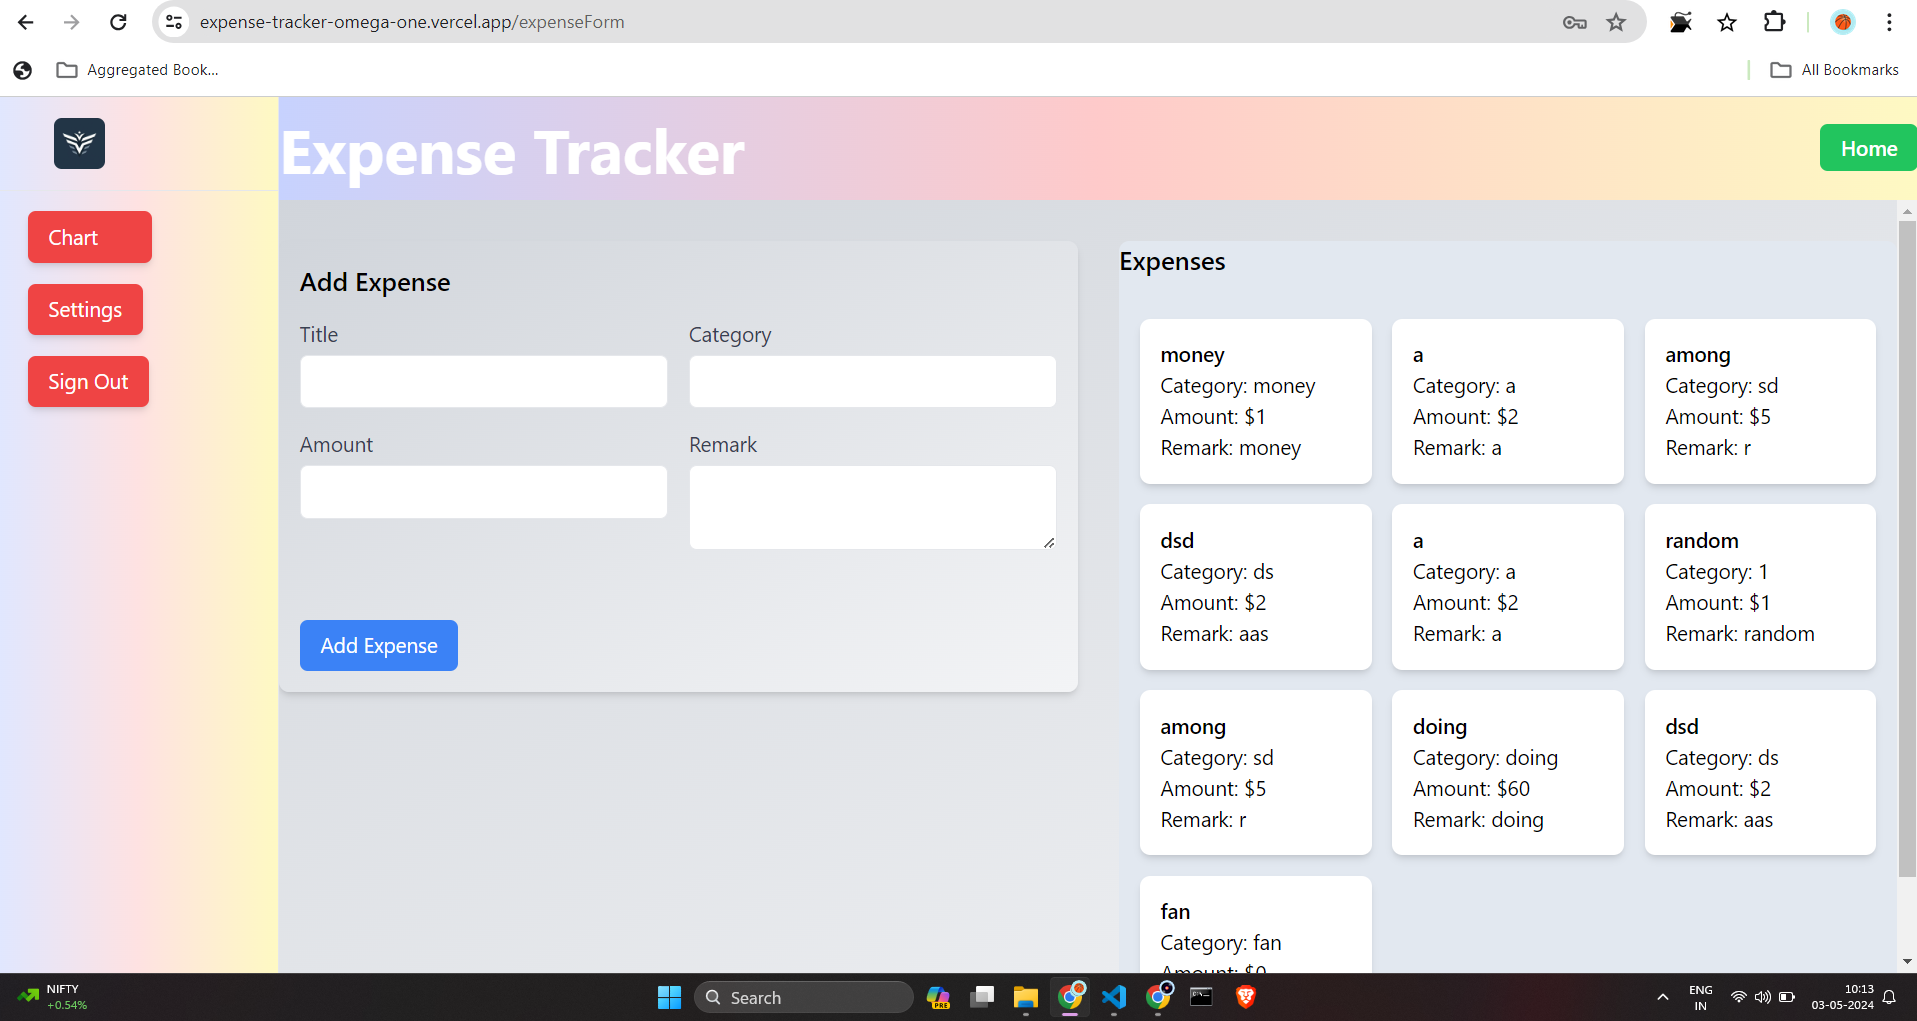 expense-tracker-omega-one.vercel.app/expenseForm
Aggregated Book...
All Bookmarks
Expense Tracker
Home
Chart
Settings
Sign Out
Add Expense
Title
Category
Amount
Remark
Add Expense
Expenses
money
Category: money
Amount: $1
Remark: money
a
Category: a
Amount: $2
Remark: a
among
Category: sd
Amount: $5
Remark: r
dsd
Category: ds
Amount: $2
Remark: aas
a
Category: a
Amount: $2
Remark: a
random
Category: 1
Amount: $1
Remark: random
among
Category: sd
Amount: $5
Remark: r
doing
Category: doing
Amount: $60
Remark: doing
dsd
Category: ds
Amount: $2
Remark: aas
fan
Category: fan
Amount: $0
NIFTY
+0.54%
Search
PRE
ENG
IN
10:13
03-05-2024